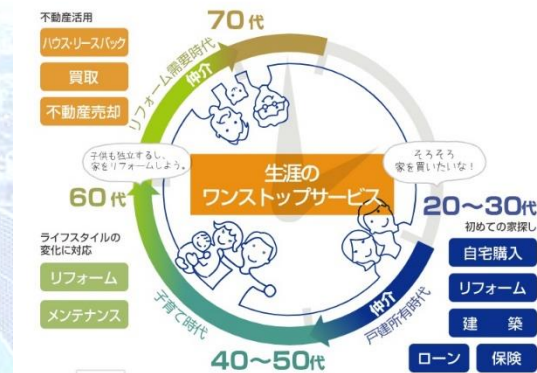 不動産活用
ハウス・リースバック
買取
不動産売却
70代
リフォーム需要時代
仲介
子供も独立するし、
家をリフォームしよう。
そろそろ
家を買いたいな！
生涯の
ワンストップサービス
60代
ライフスタイルの
変化に対応
リフォーム
メンテナンス
20～30代
初めての家探し
自宅購入
リフォーム
建築
ローン
保険
仲介
戸建所有時代
子育て時代
40～50代